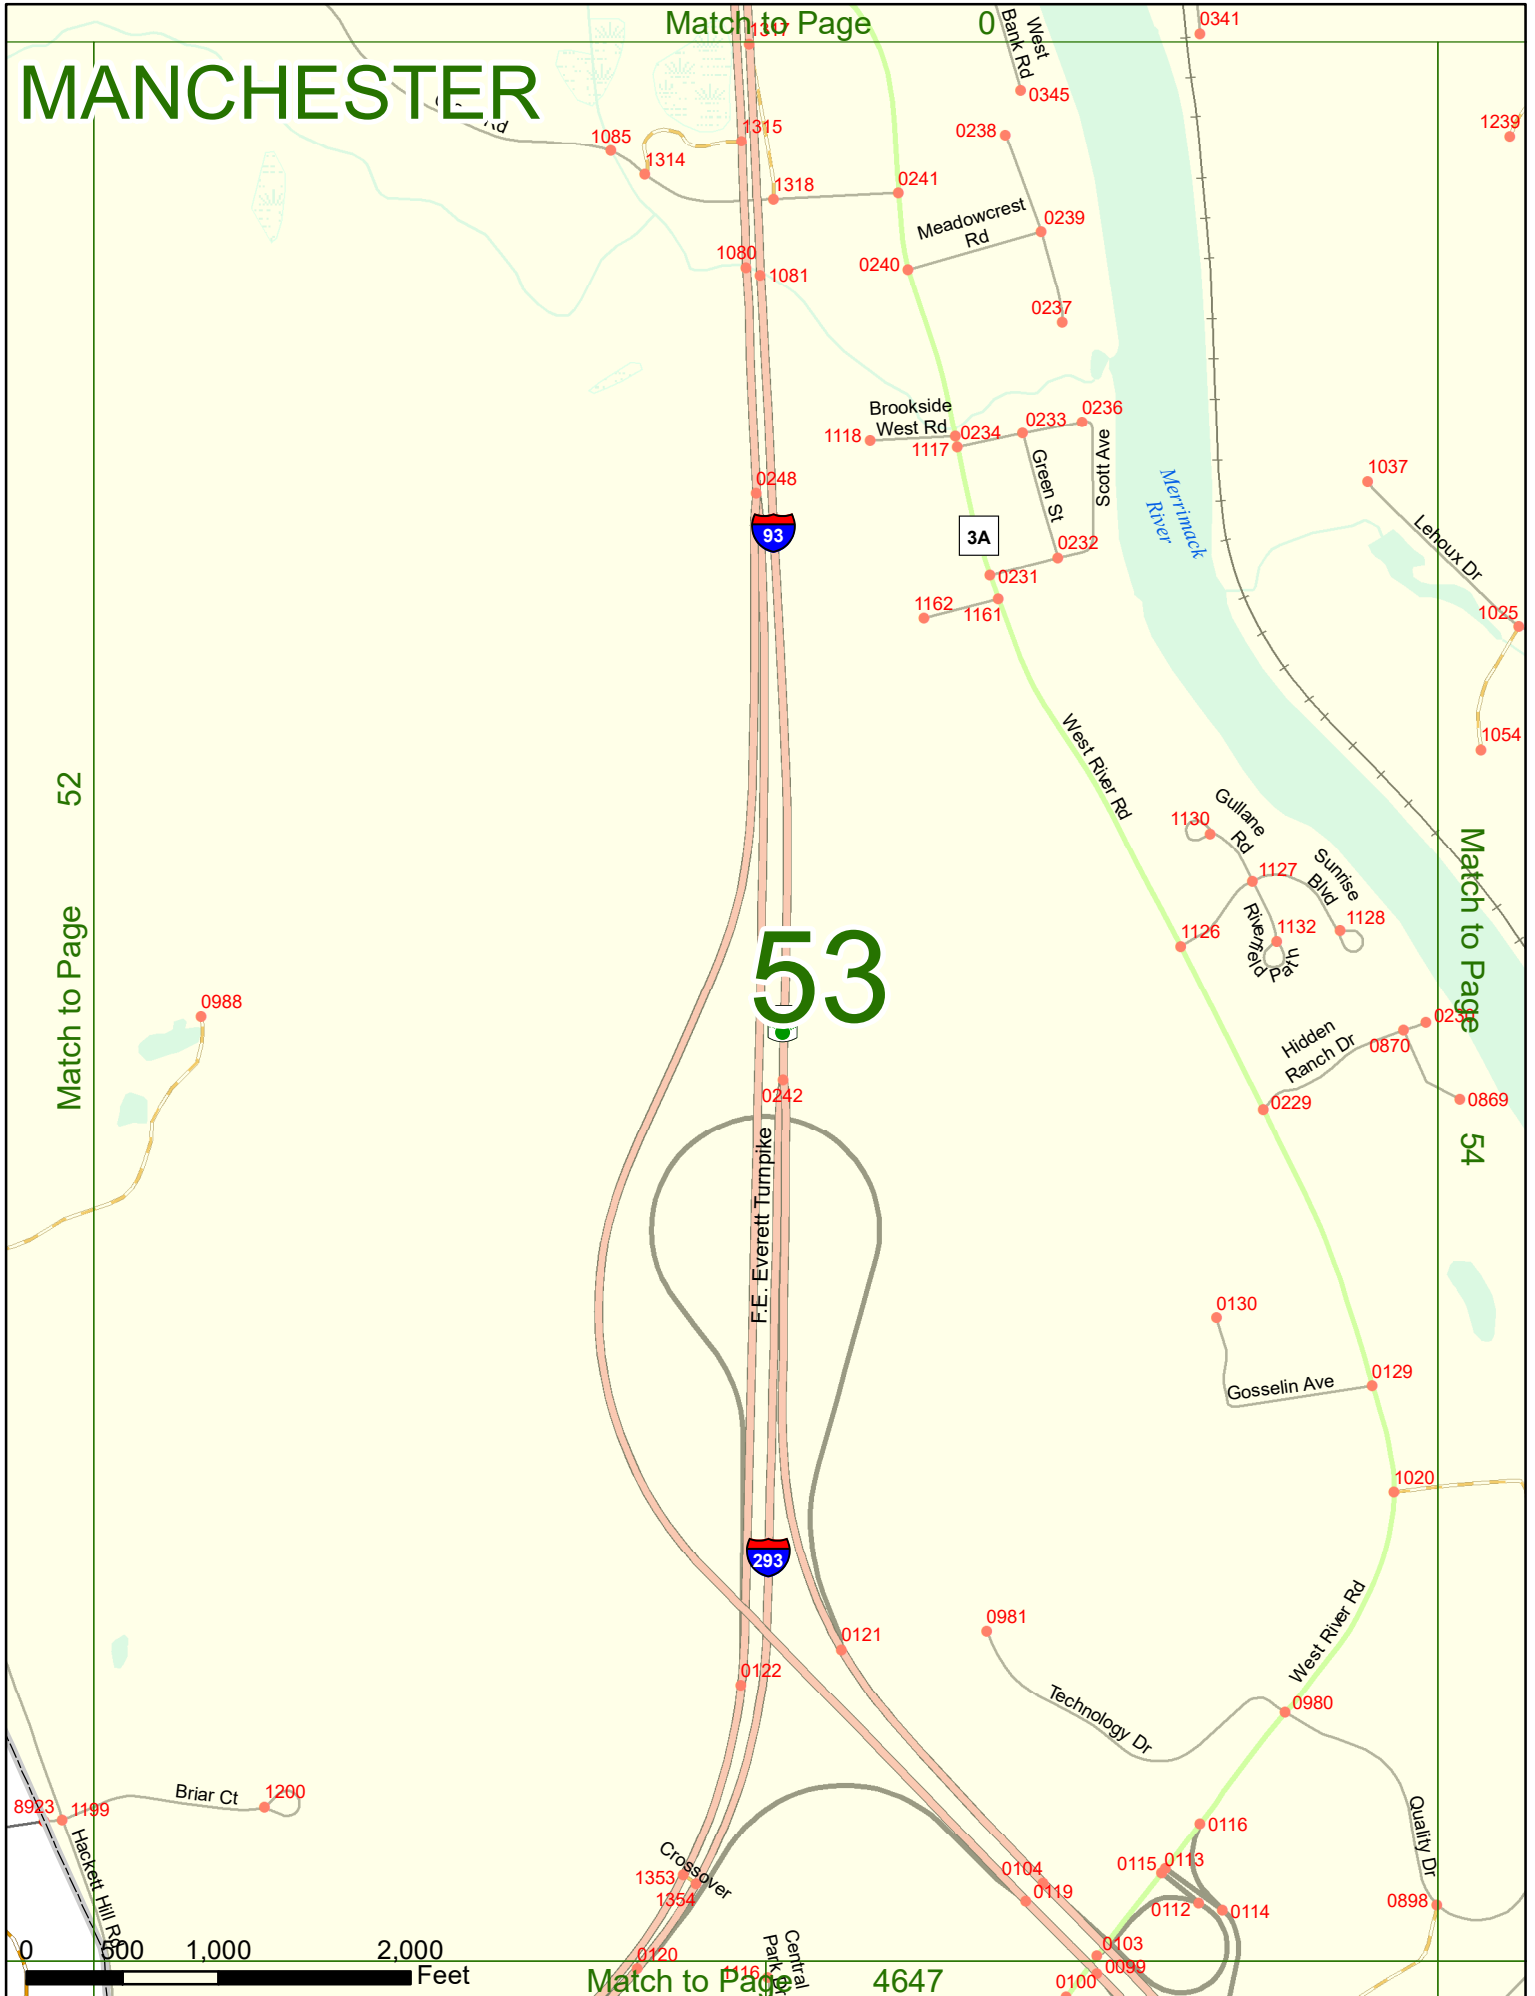 Match to Page 0
MANCHESTER
1317
West
Bank Rd
0341
0345
1239
Rd
1085
1314
1315
1318
0241
0238
0239
Meadowcrest
Rd
0240
0237
1080
1081
Brookside
West Rd
1118
0234
1117
0233
0236
Green St
Scott Ave
0248
93
3A
0232
0231
1162
1161
Merrimack
River
1037
Lehoux Dr
1025
1054
West River Rd
52
Match to Page
Gullane
Rd
1130
1127
Sunrise
Blvd
1128
1126
1132
Riverfield
Path
53
Match to Page
54
0988
0230
0870
Hidden
Ranch Dr
0869
0229
0242
F.E. Everett Turnpike
0130
0129
Gosselin Ave
1020
293
0981
0121
0122
West River Rd
0980
Technology Dr
Briar Ct
1200
8923
1199
Hackett Hill Rd
Quality Dr
0116
0115
0113
0112
0114
0898
Crossover
1353
1354
0104
0119
0103
0099
0100
0120
1116
Central
Park Dr
0 500 1,000 2,000
Feet
Match to Page 4647